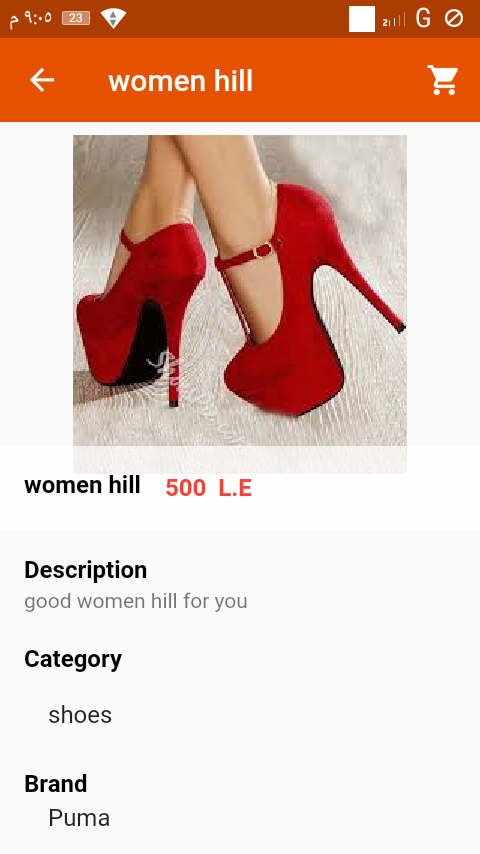 م ٩:٠٥ 23 G
women hill
women hill 500 L.E
Description
good women hill for you
Category
shoes
Brand
Puma